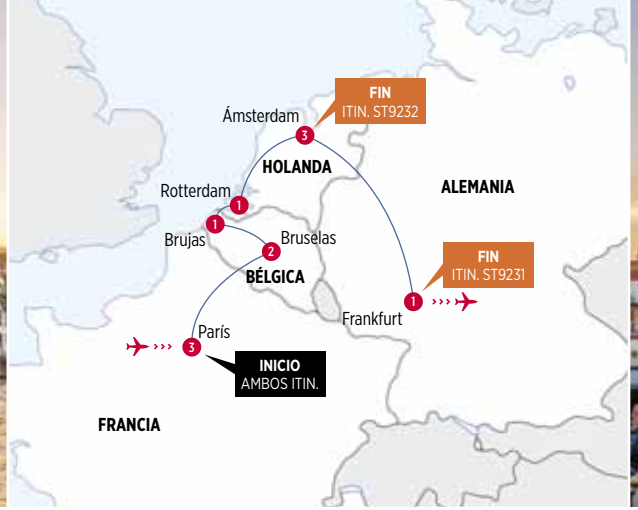 FIN
ITIN. ST9232
Ámsterdam
3
HOLANDA
ALEMANIA
Rotterdam
1
1
Brujas
Bruselas
2
BÉLGICA
FIN
ITIN. ST9231
1
>>>
Frankfurt
París
>>>
3
INICIO
AMBOS ITIN.
FRANCIA